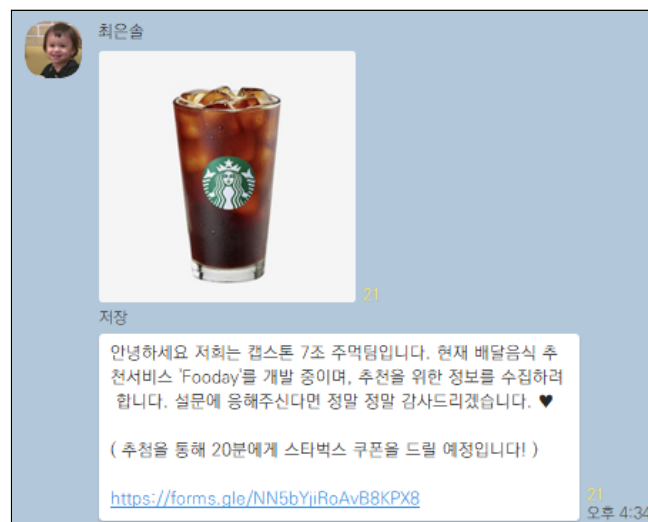 최은솔
21
저장
안녕하세요 저희는 캡스톤 7조 주먹팀입니다. 현재 배달음식 추
천서비스 'Fooday'를 개발 중이며, 추천을 위한 정보를 수집하려
합니다. 설문에 응해주신다면 정말 정말 감사드리겠습니다. ♥
( 추첨을 통해 20분에게 스타벅스 쿠폰을 드릴 예정입니다! )
https://forms.gle/NN5bYjiRoAvB8KPX8
21
오후 4:34